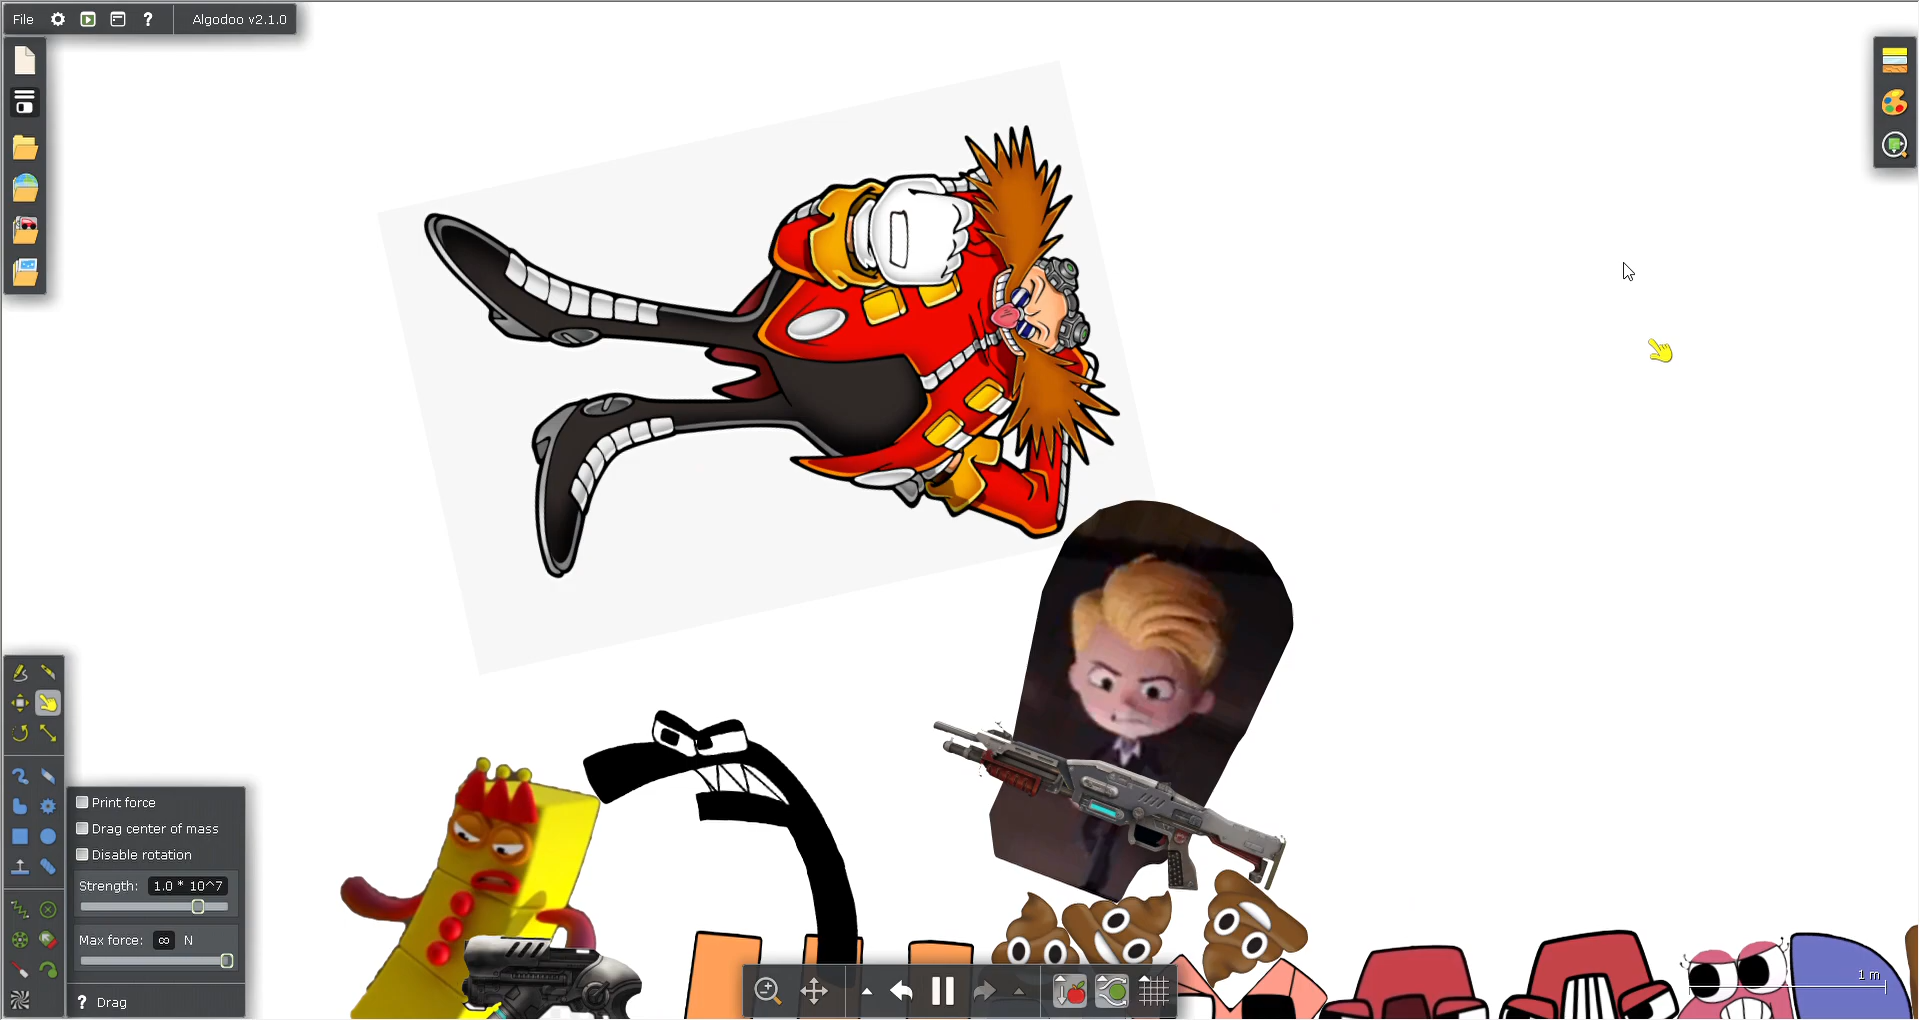 File ? Algodoo v2.1.0
Print force
Drag center of mass
Disable rotation
Strength: 1.0 * 10^7
Max force: ∞ N
? Drag
1 m